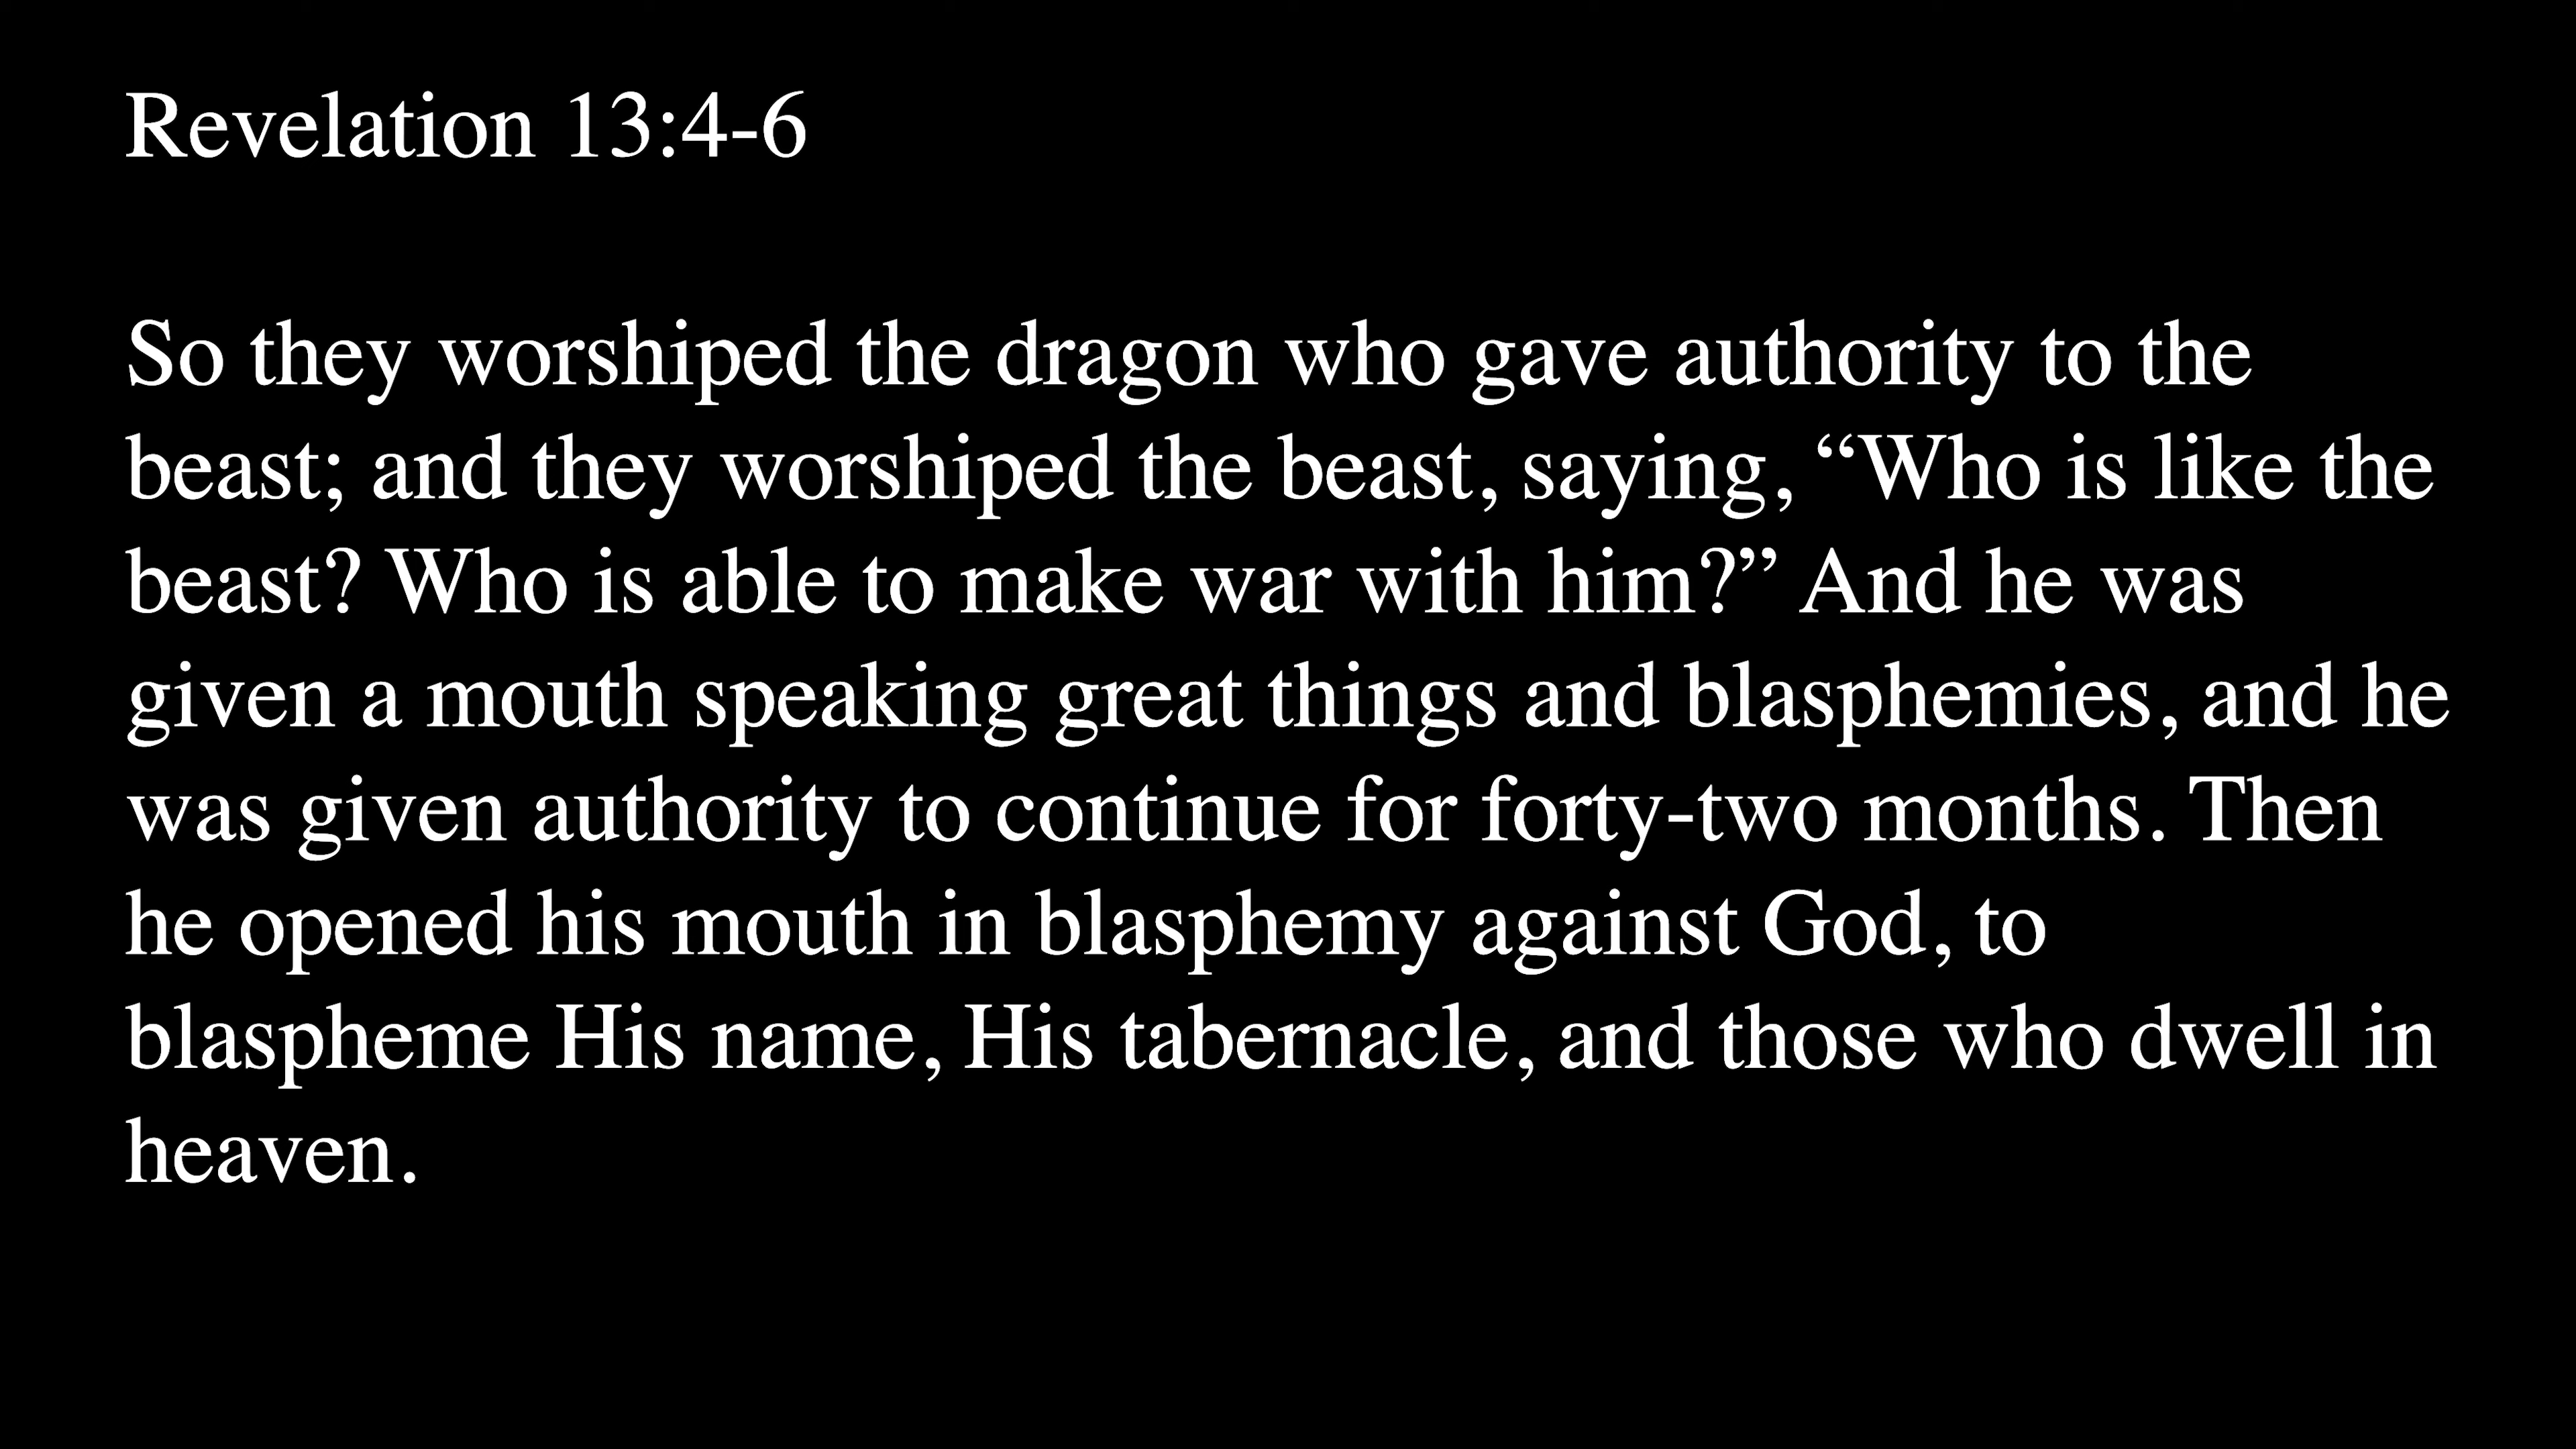 Revelation 13:4-6
So they worshiped the dragon who gave authority to the
beast; and they worshiped the beast, saying, “Who is like the
beast? Who is able to make war with him?” And he was
given a mouth speaking great things and blasphemies, and he
was given authority to continue for forty-two months. Then
he opened his mouth in blasphemy against God, to
blaspheme His name, His tabernacle, and those who dwell in
heaven.